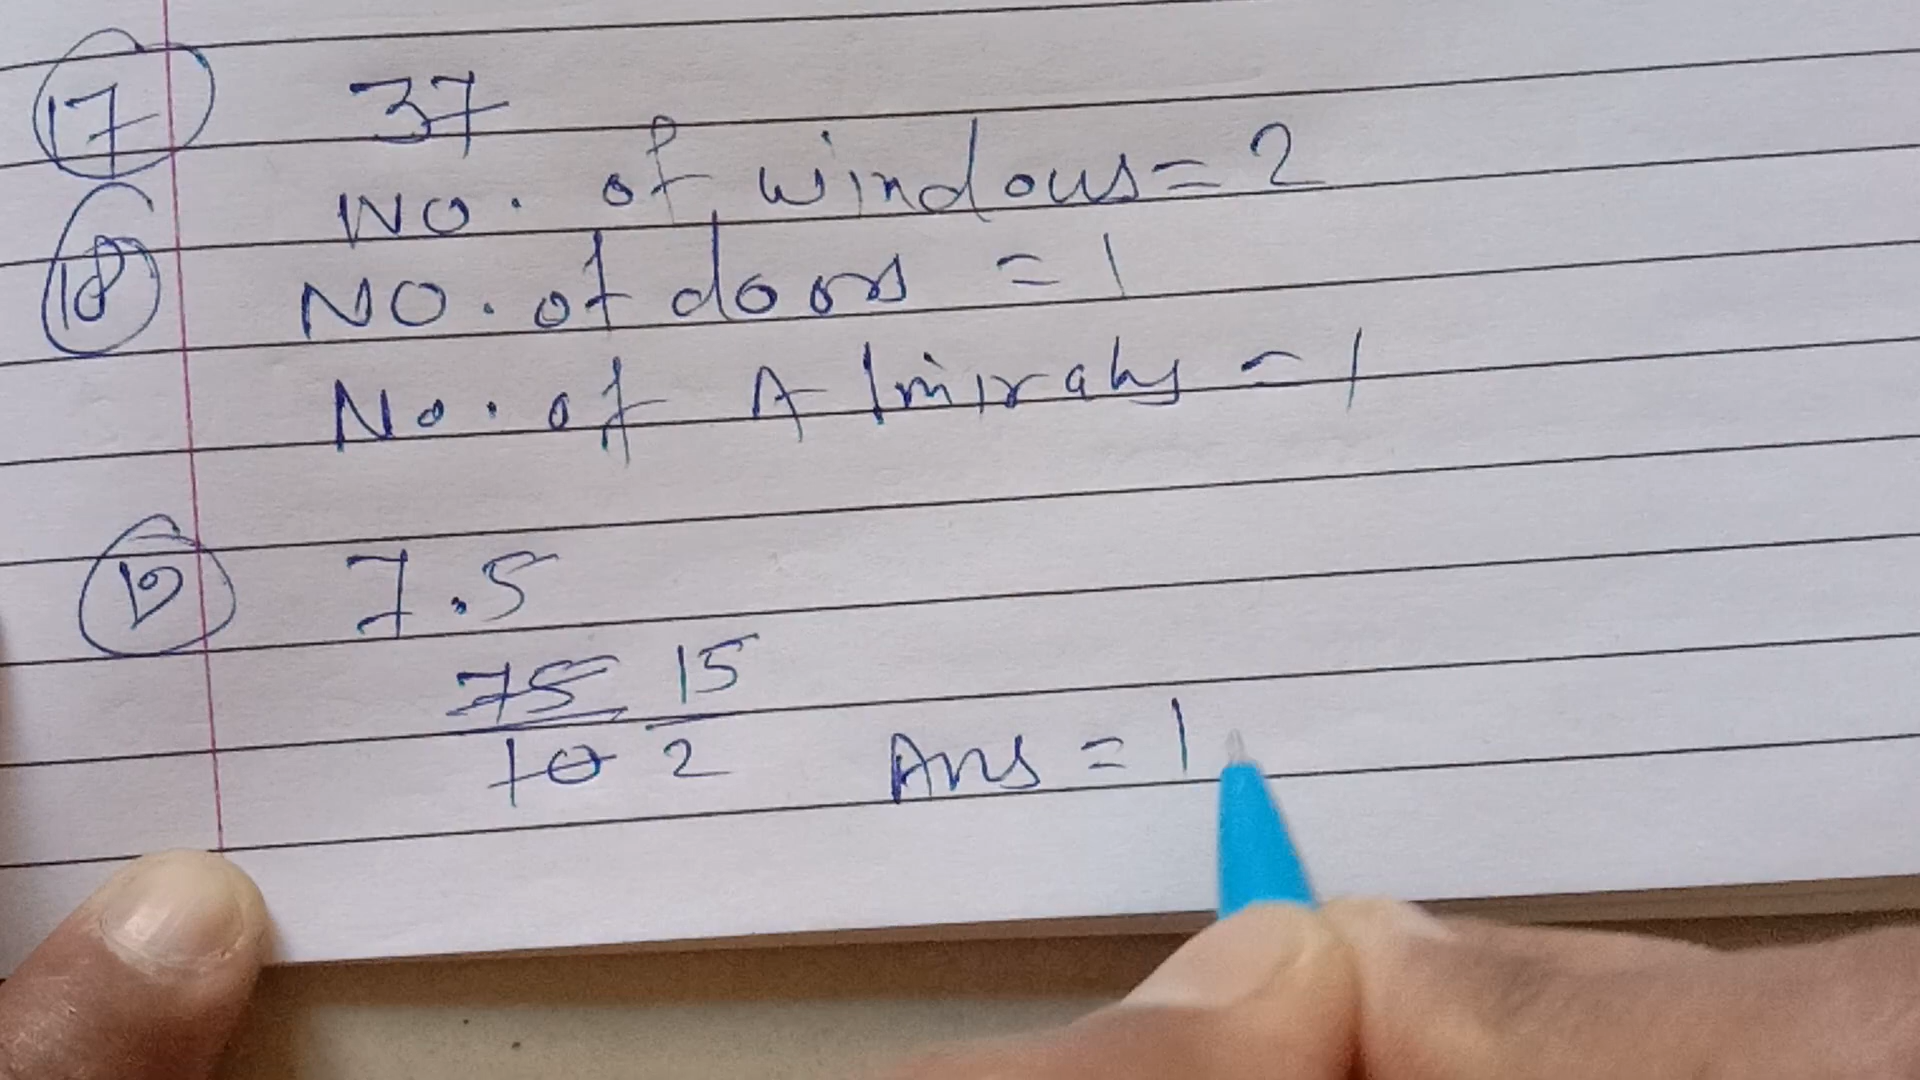 17 37
NO. of windows = 2
18 NO. of doors = 1
No. of Almirahs = 1
19 7.5
75 15
10 2 Ans = 1